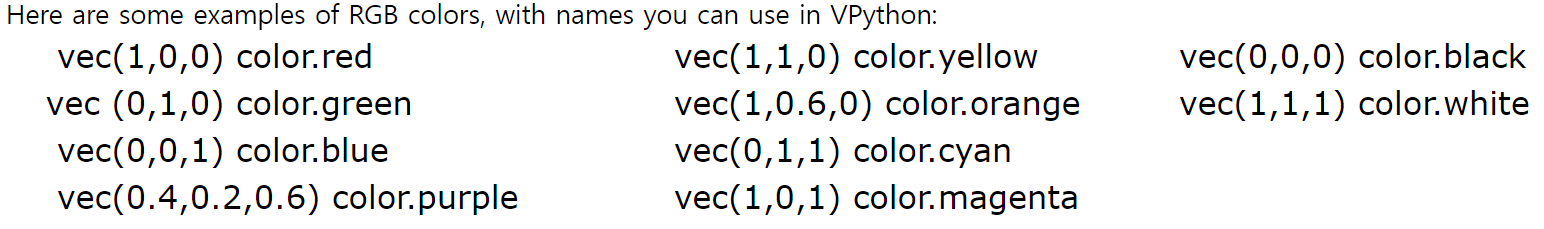 Here are some examples of RGB colors, with names you can use in VPython:
vec(1,0,0) color.red
vec (0,1,0) color.green
vec(0,0,1) color.blue
vec(0.4,0.2,0.6) color.purple
vec(1,1,0) color.yellow
vec(1,0.6,0) color.orange
vec(0,1,1) color.cyan
vec(1,0,1) color.magenta
vec(0,0,0) color.black
vec(1,1,1) color.white